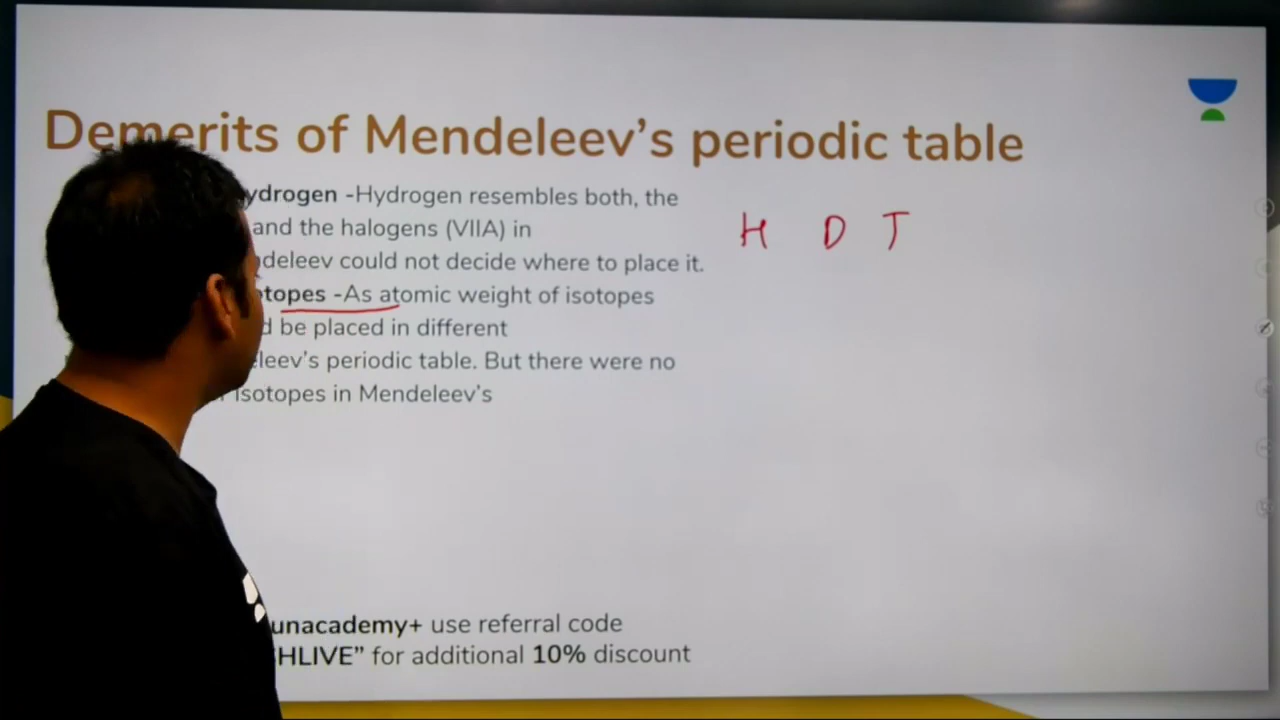 Demerits of Mendeleev's periodic table
ydrogen -Hydrogen resembles both, the
and the halogens (VIIA) in
deleev could not decide where to place it.
topes -As atomic weight of isotopes
be placed in different
leev's periodic table. But there were no
isotopes in Mendeleev's
H D T
unacademy+ use referral code
HLIVE" for additional 10% discount